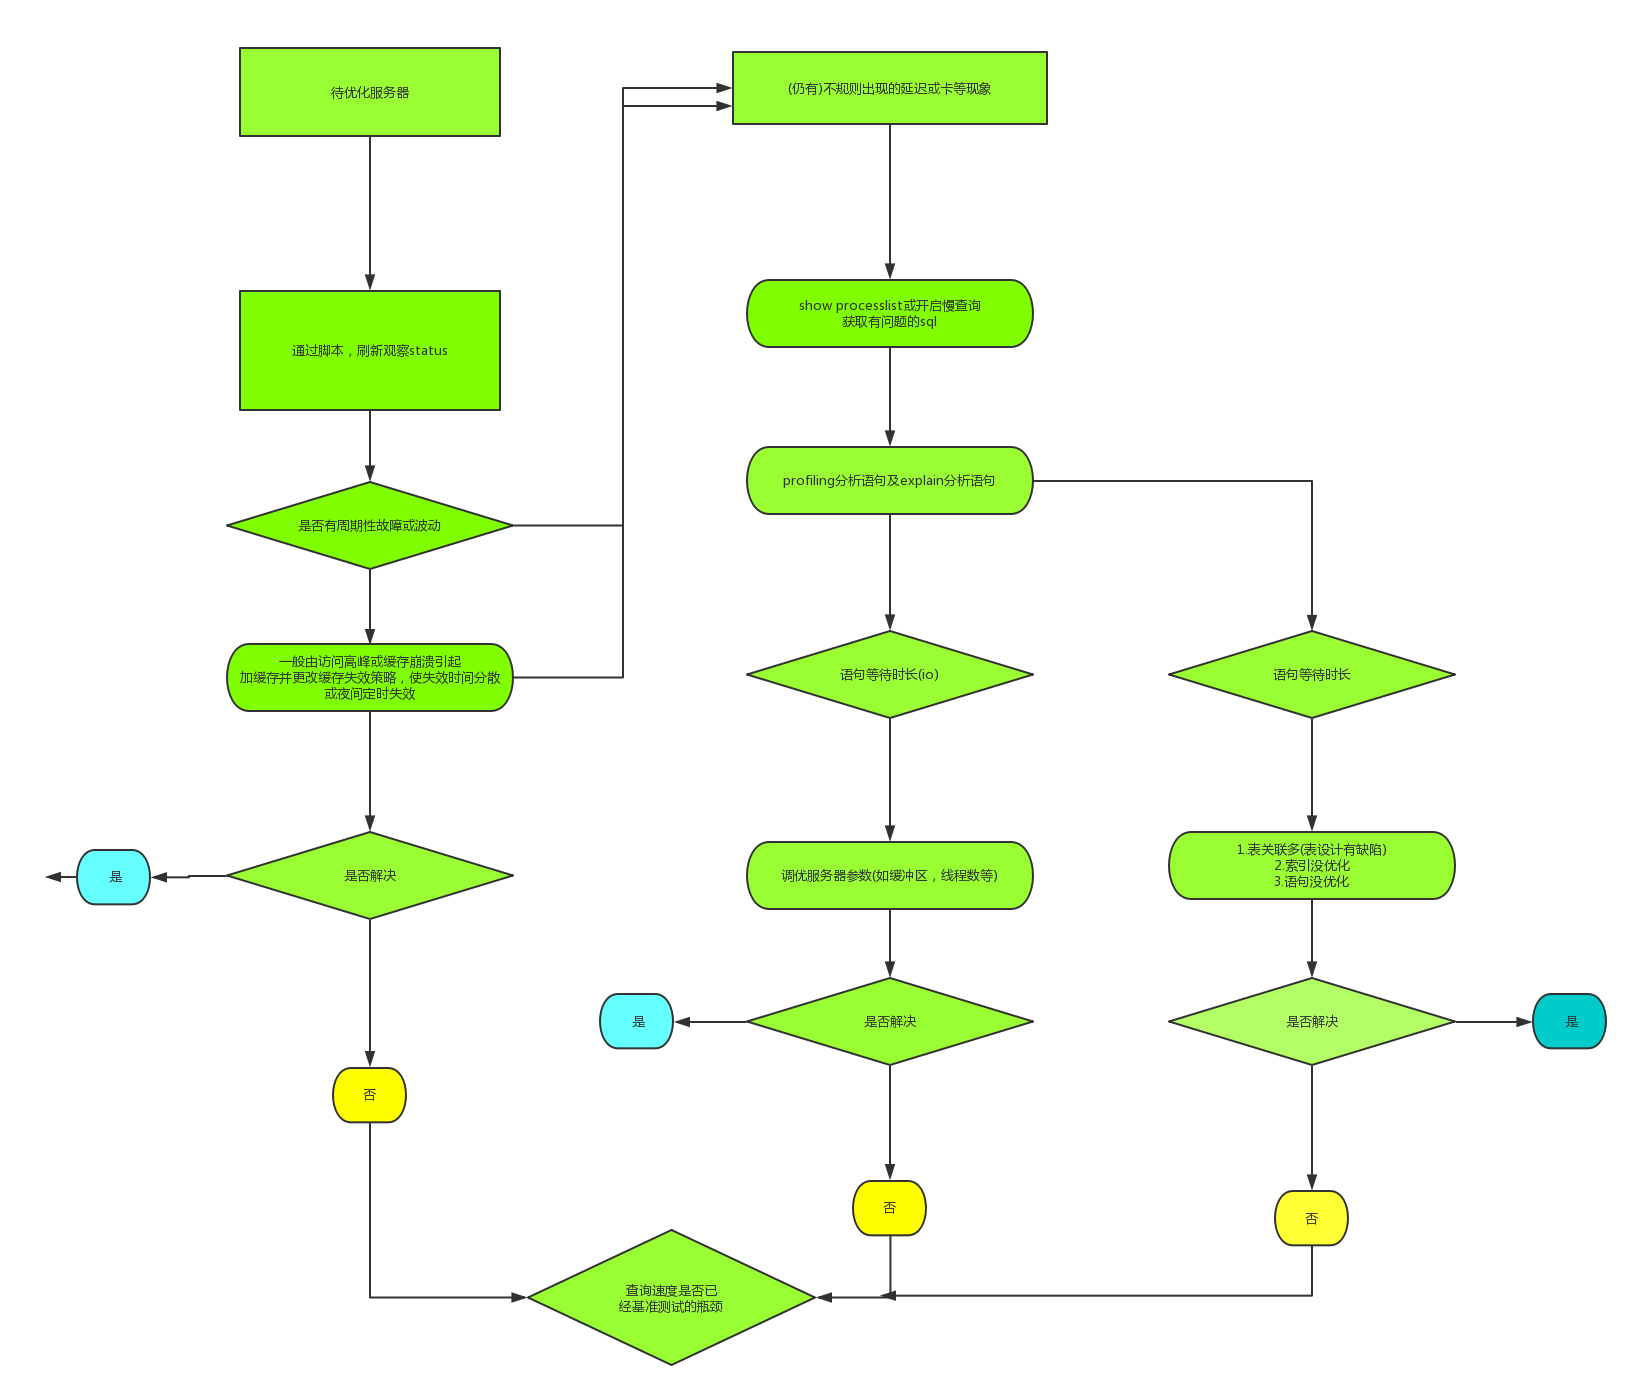 待优化服务器
(仍有)不规则出现的延迟或卡等现象
通过脚本，刷新观察status
show processlist或开启慢查询
获取有问题的sql
是否有周期性故障或波动
profiling分析语句及explain分析语句
一般由访问高峰或缓存崩溃引起
加缓存并更改缓存失效策略，使失效时间分散
或夜间定时失效
语句等待时长(io)
语句等待时长
是否解决
是
调优服务器参数(如缓冲区，线程数等)
1.表关联多(表设计有缺陷)
2.索引没优化
3.语句没优化
是
是否解决
是否解决
是
否
否
否
查询速度是否已
经基准测试的瓶颈